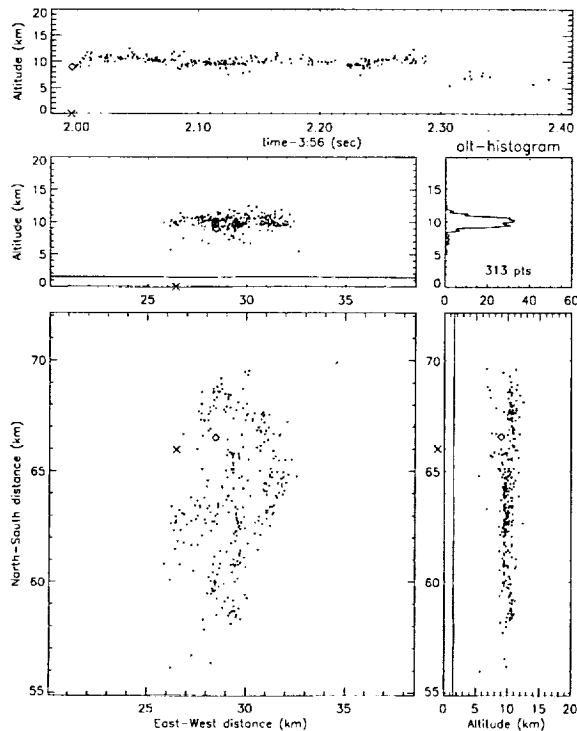 20
15
10
5
0
Altitude (km)
2.00 2.10 2.20 2.30 2.40
time-3:56 (sec)
alt-histogram
20
15
10
5
0
Altitude (km)
25 30 35
15
10
5
0
313 pts
0 20 40 60
70
65
60
55
North-South distance (km)
25 30 35
East-West distance (km)
70
65
60
55
0 5 10 15 20
Altitude (km)